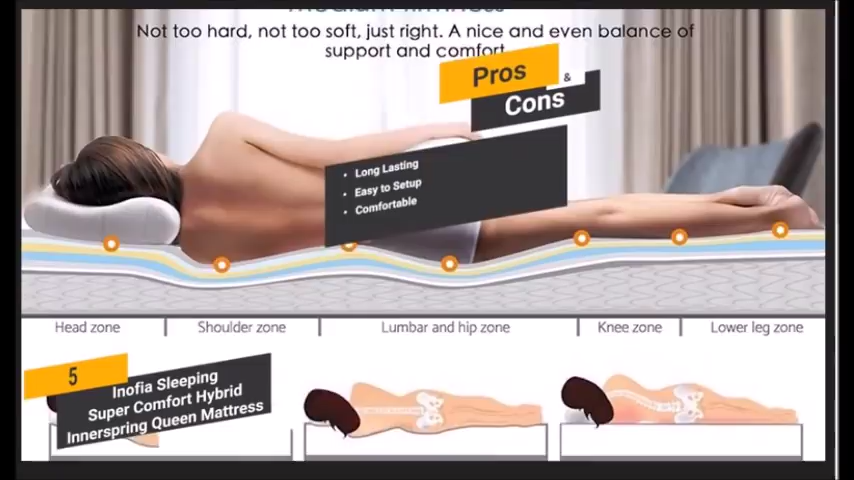 Medium firmness
Not too hard, not too soft, just right. A nice and even balance of
support and comfort
Pros
&
Cons
• Long Lasting
• Easy to Setup
• Comfortable
Head zone
Shoulder zone
Lumbar and hip zone
Knee zone
Lower leg zone
5
Inofia Sleeping
Super Comfort Hybrid
Innerspring Queen Mattress